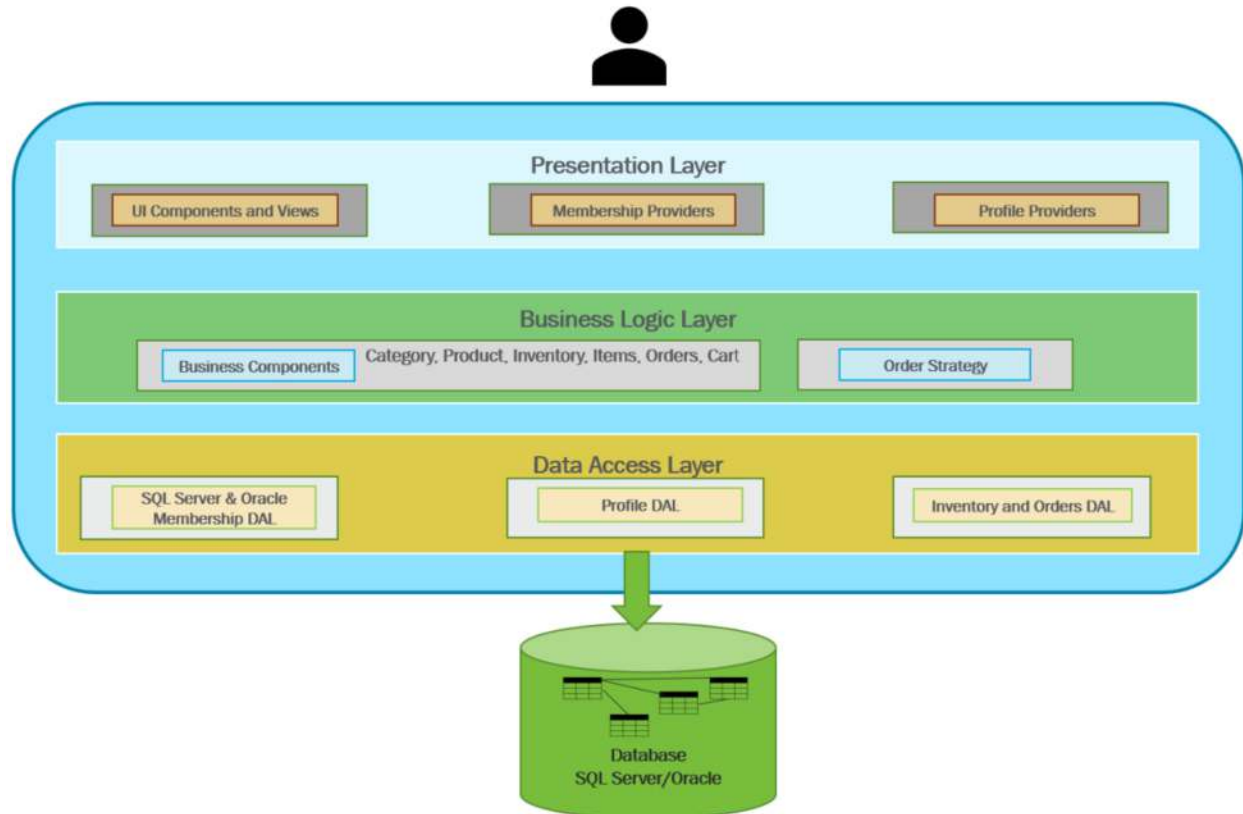 Presentation Layer
UI Components and Views
Membership Providers
Profile Providers
Business Logic Layer
Business Components
Category, Product, Inventory, Items, Orders, Cart
Order Strategy
Data Access Layer
SQL Server & Oracle
Membership DAL
Profile DAL
Inventory and Orders DAL
Database
SQL Server/Oracle